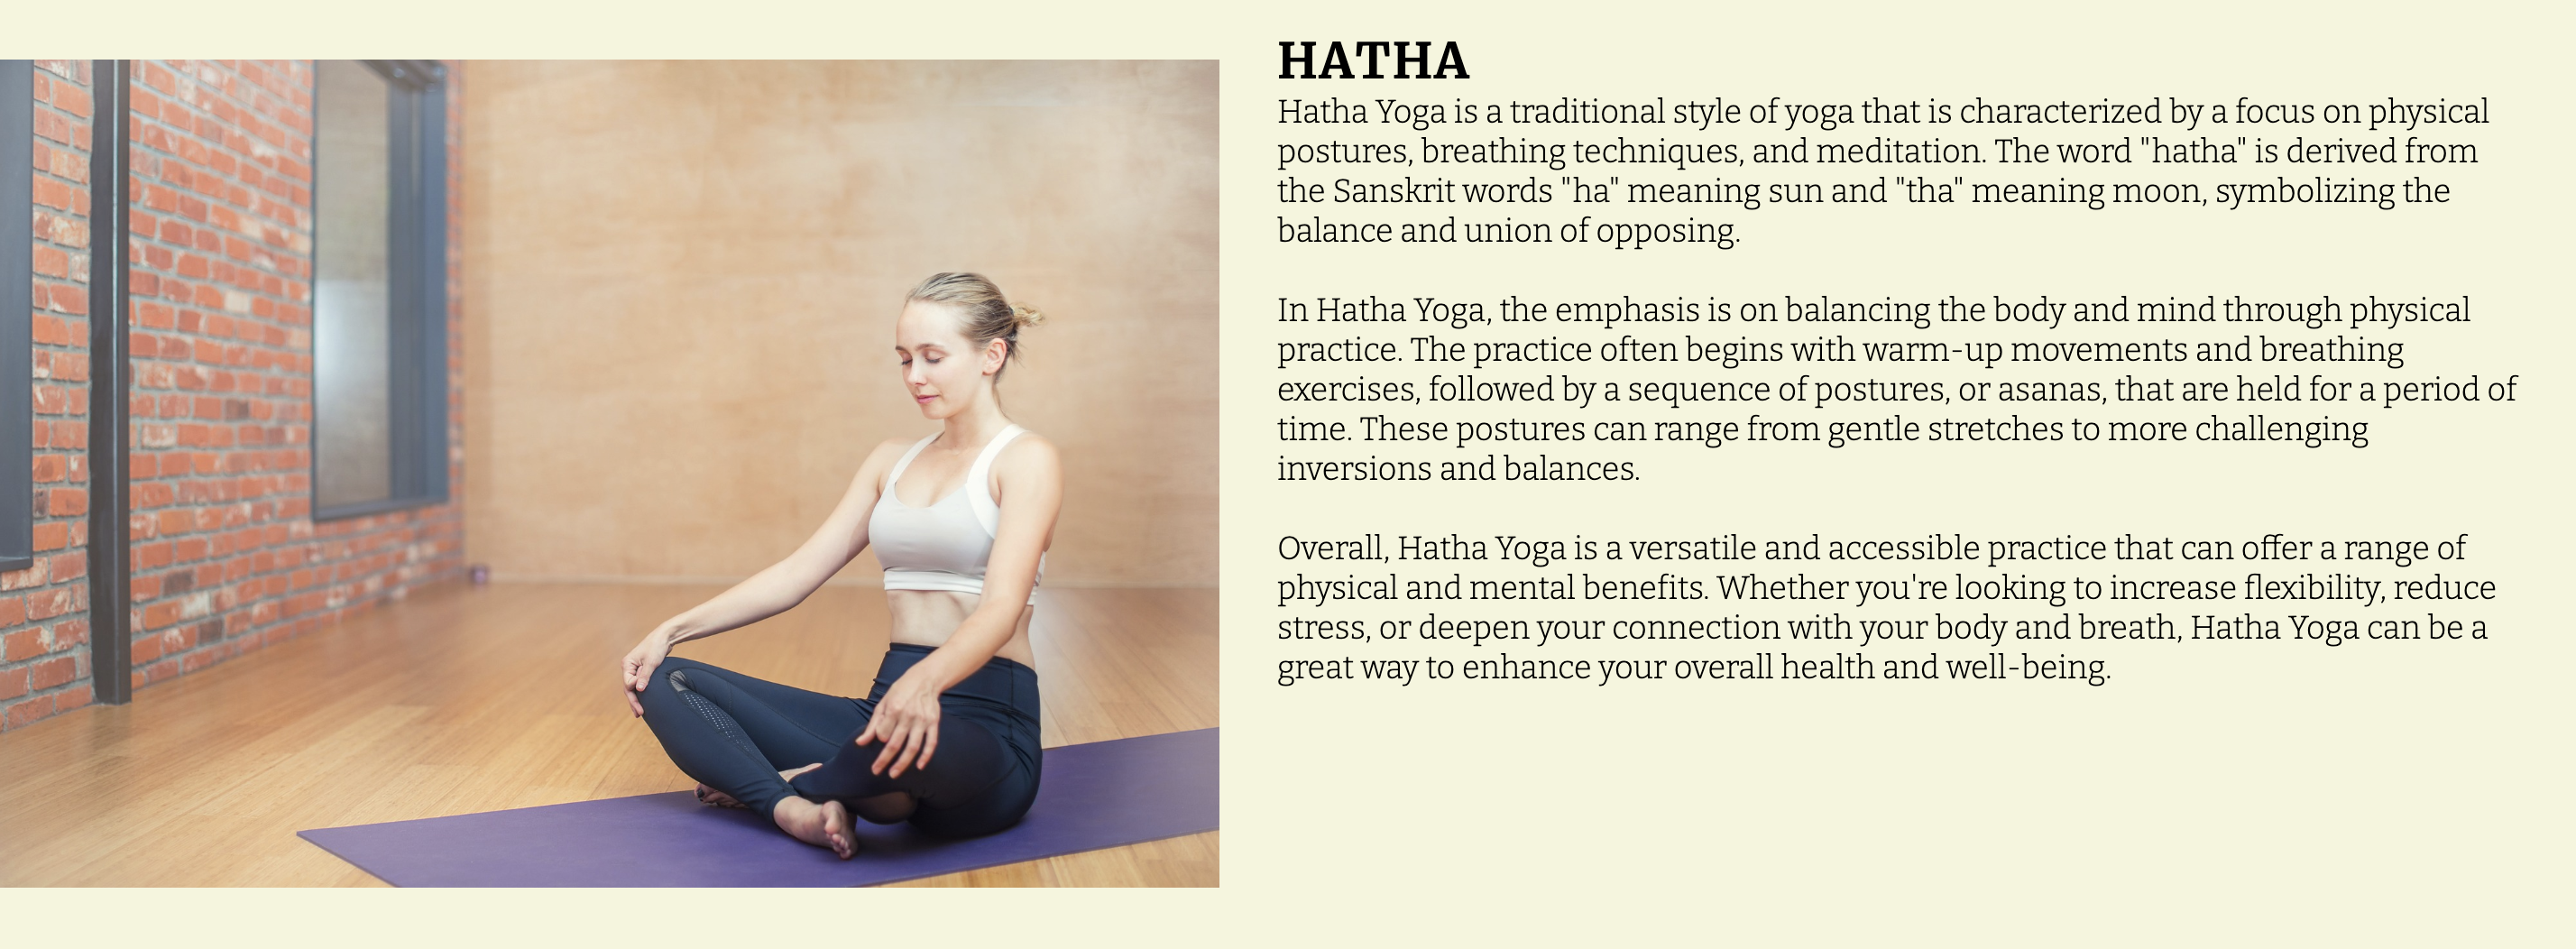 HATHA
Hatha Yoga is a traditional style of yoga that is characterized by a focus on physical
postures, breathing techniques, and meditation. The word "hatha" is derived from
the Sanskrit words "ha" meaning sun and "tha" meaning moon, symbolizing the
balance and union of opposing.
In Hatha Yoga, the emphasis is on balancing the body and mind through physical
practice. The practice often begins with warm-up movements and breathing
exercises, followed by a sequence of postures, or asanas, that are held for a period of
time. These postures can range from gentle stretches to more challenging
inversions and balances.
Overall, Hatha Yoga is a versatile and accessible practice that can offer a range of
physical and mental benefits. Whether you're looking to increase flexibility, reduce
stress, or deepen your connection with your body and breath, Hatha Yoga can be a
great way to enhance your overall health and well-being.